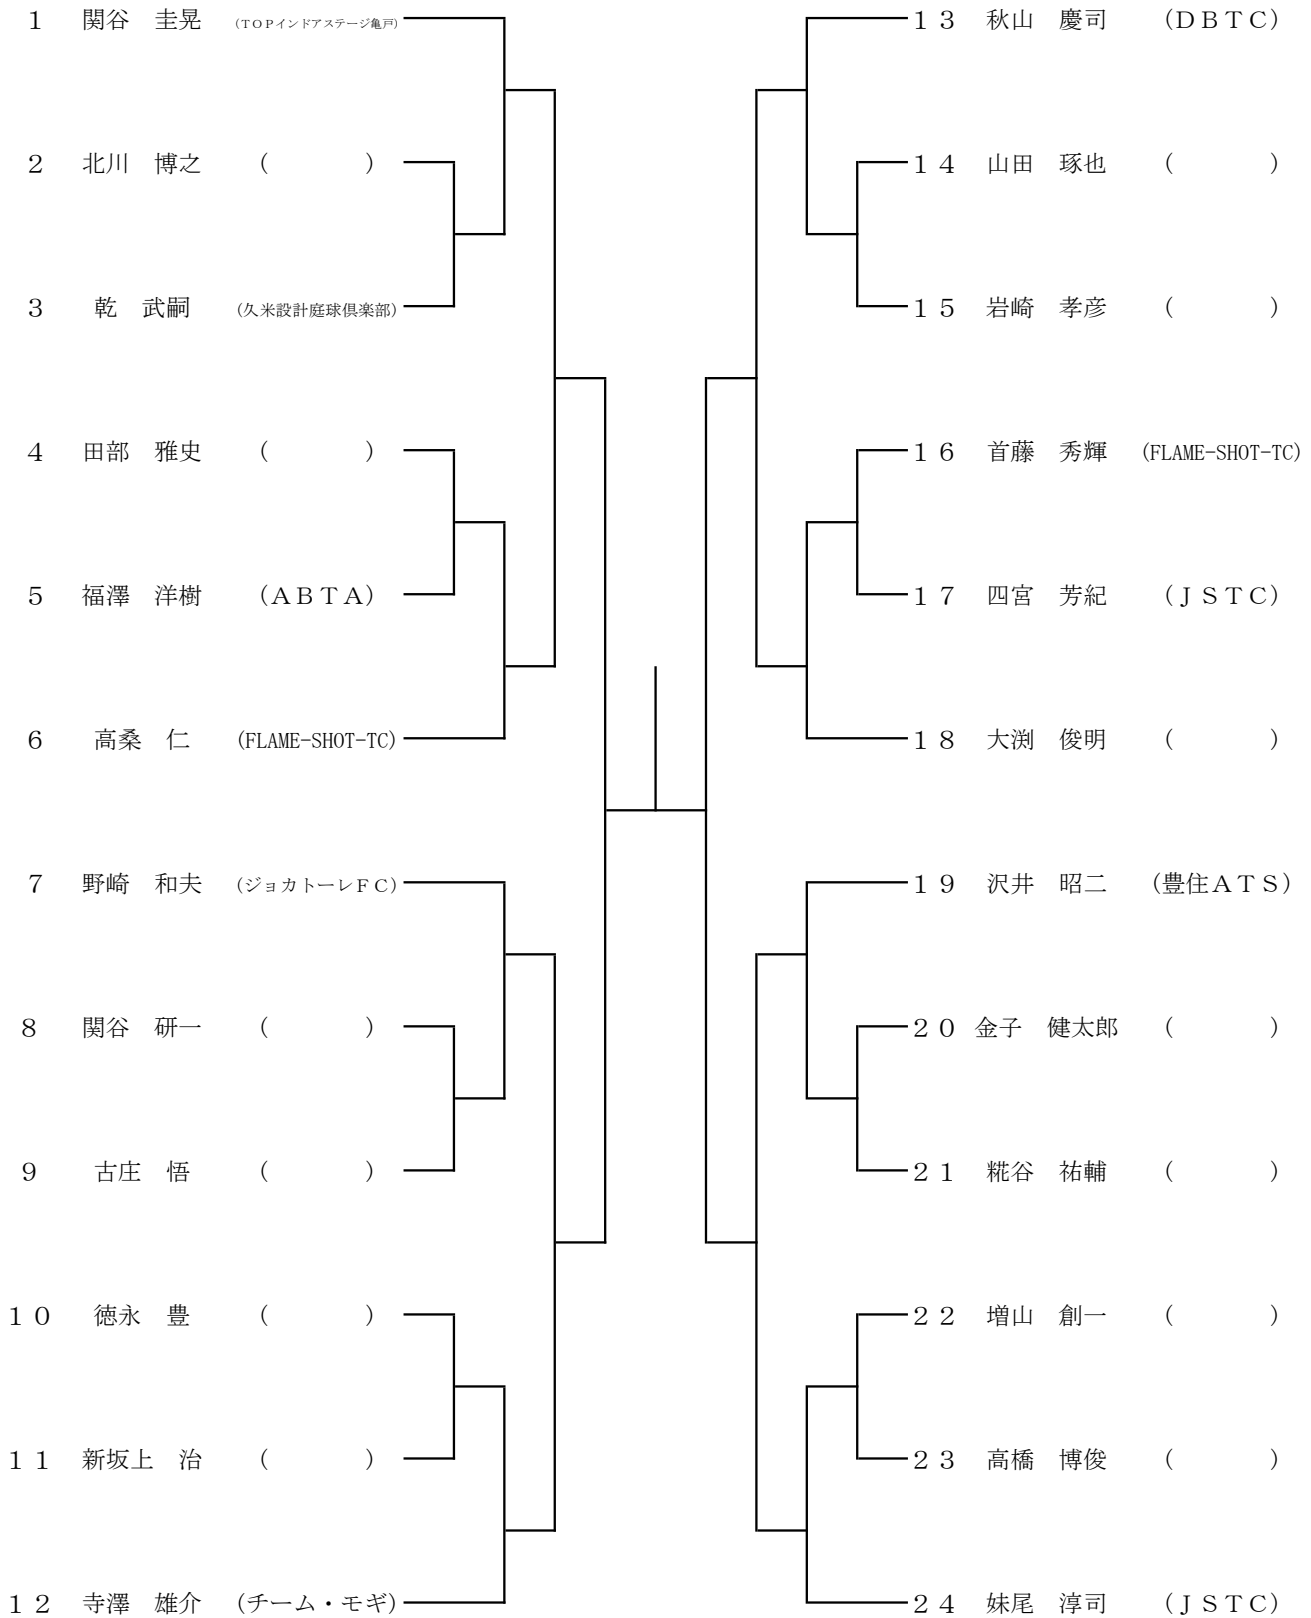 1 関谷 圭晃 (TOPインドアステージ亀戸)
2 北川 博之 ( )
3 乾 武嗣 (久米設計庭球倶楽部)
4 田部 雅史 ( )
5 福澤 洋樹 (ABTA)
6 高桑 仁 (FLAME-SHOT-TC)
7 野崎 和夫 (ジョカトーレFC)
8 関谷 研一 ( )
9 古庄 悟 ( )
10 徳永 豊 ( )
11 新坂上 治 ( )
12 寺澤 雄介 (チーム・モギ)
13 秋山 慶司 (DBTC)
14 山田 琢也 ( )
15 岩崎 孝彦 ( )
16 首藤 秀輝 (FLAME-SHOT-TC)
17 四宮 芳紀 (JSTC)
18 大渕 俊明 ( )
19 沢井 昭二 (豊住ATS)
20 金子 健太郎 ( )
21 糀谷 祐輔 ( )
22 増山 創一 ( )
23 高橋 博俊 ( )
24 妹尾 淳司 (JSTC)